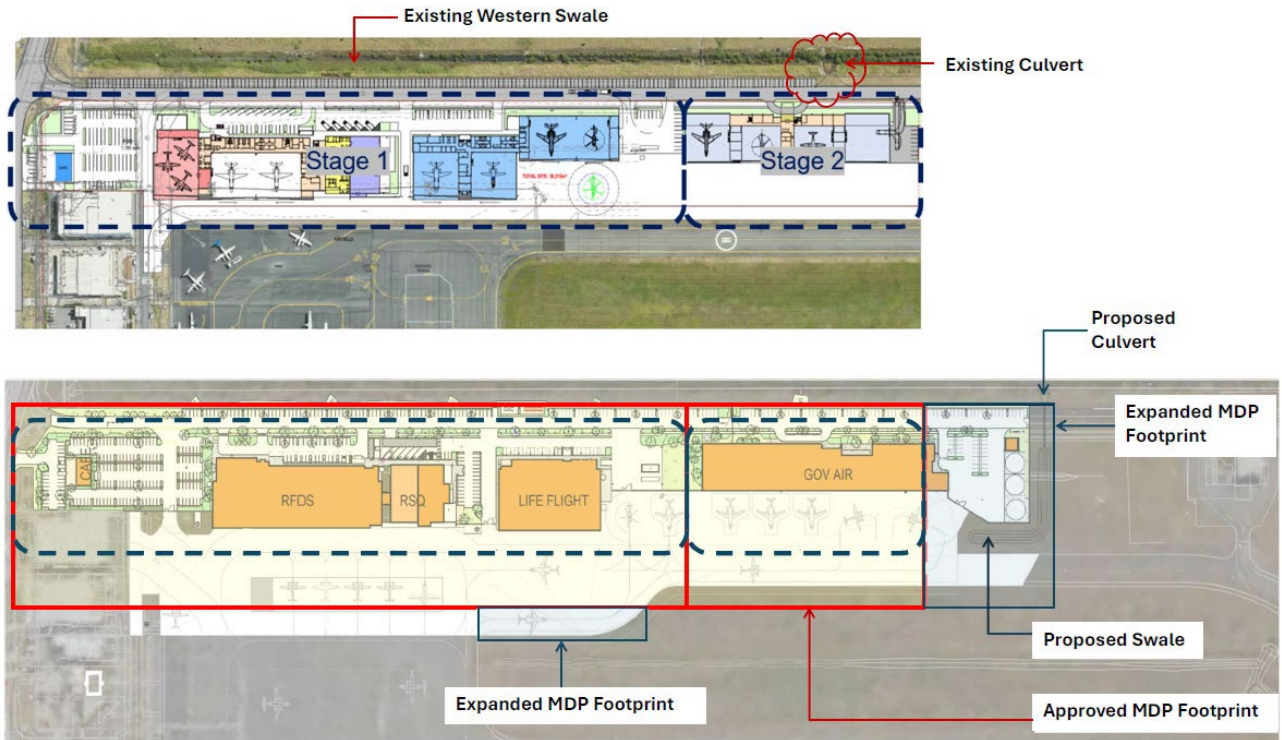 Existing Western Swale
Existing Culvert
Stage 1
Stage 2
Proposed
Culvert
Expanded MDP
Footprint
CAE
RFDS
RSQ
LIFE FLIGHT
GOV AIR
Proposed Swale
Expanded MDP Footprint
Approved MDP Footprint